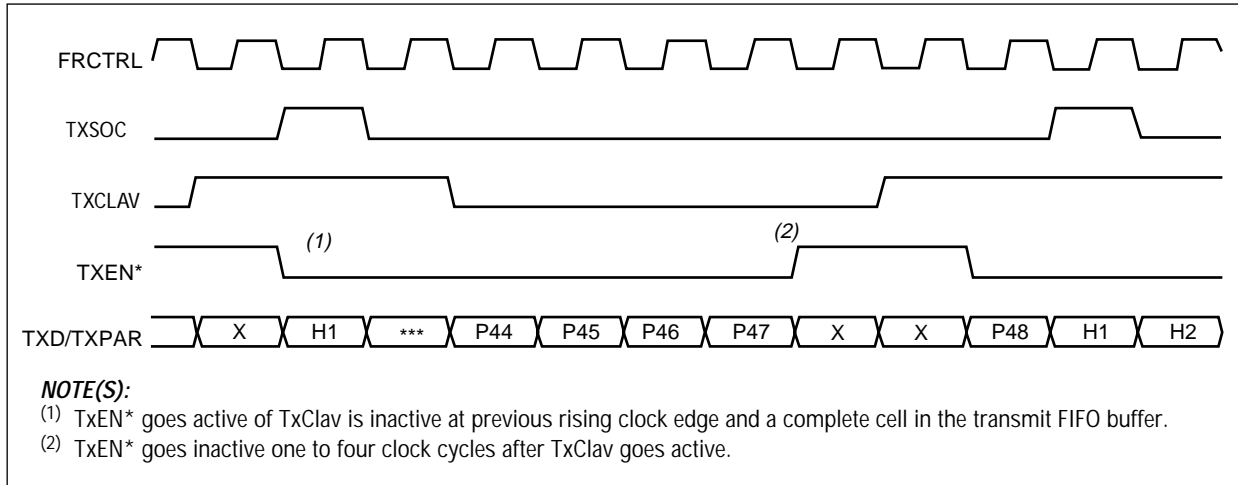 FRCTRL
TXSOC
TXCLAV
(1) (2)
TXEN*
TXD/TXPAR X H1 *** P44 P45 P46 P47 X X P48 H1 H2
NOTE(S):
(1) TxEN* goes active of TxClav is inactive at previous rising clock edge and a complete cell in the transmit FIFO buffer.
(2) TxEN* goes inactive one to four clock cycles after TxClav goes active.